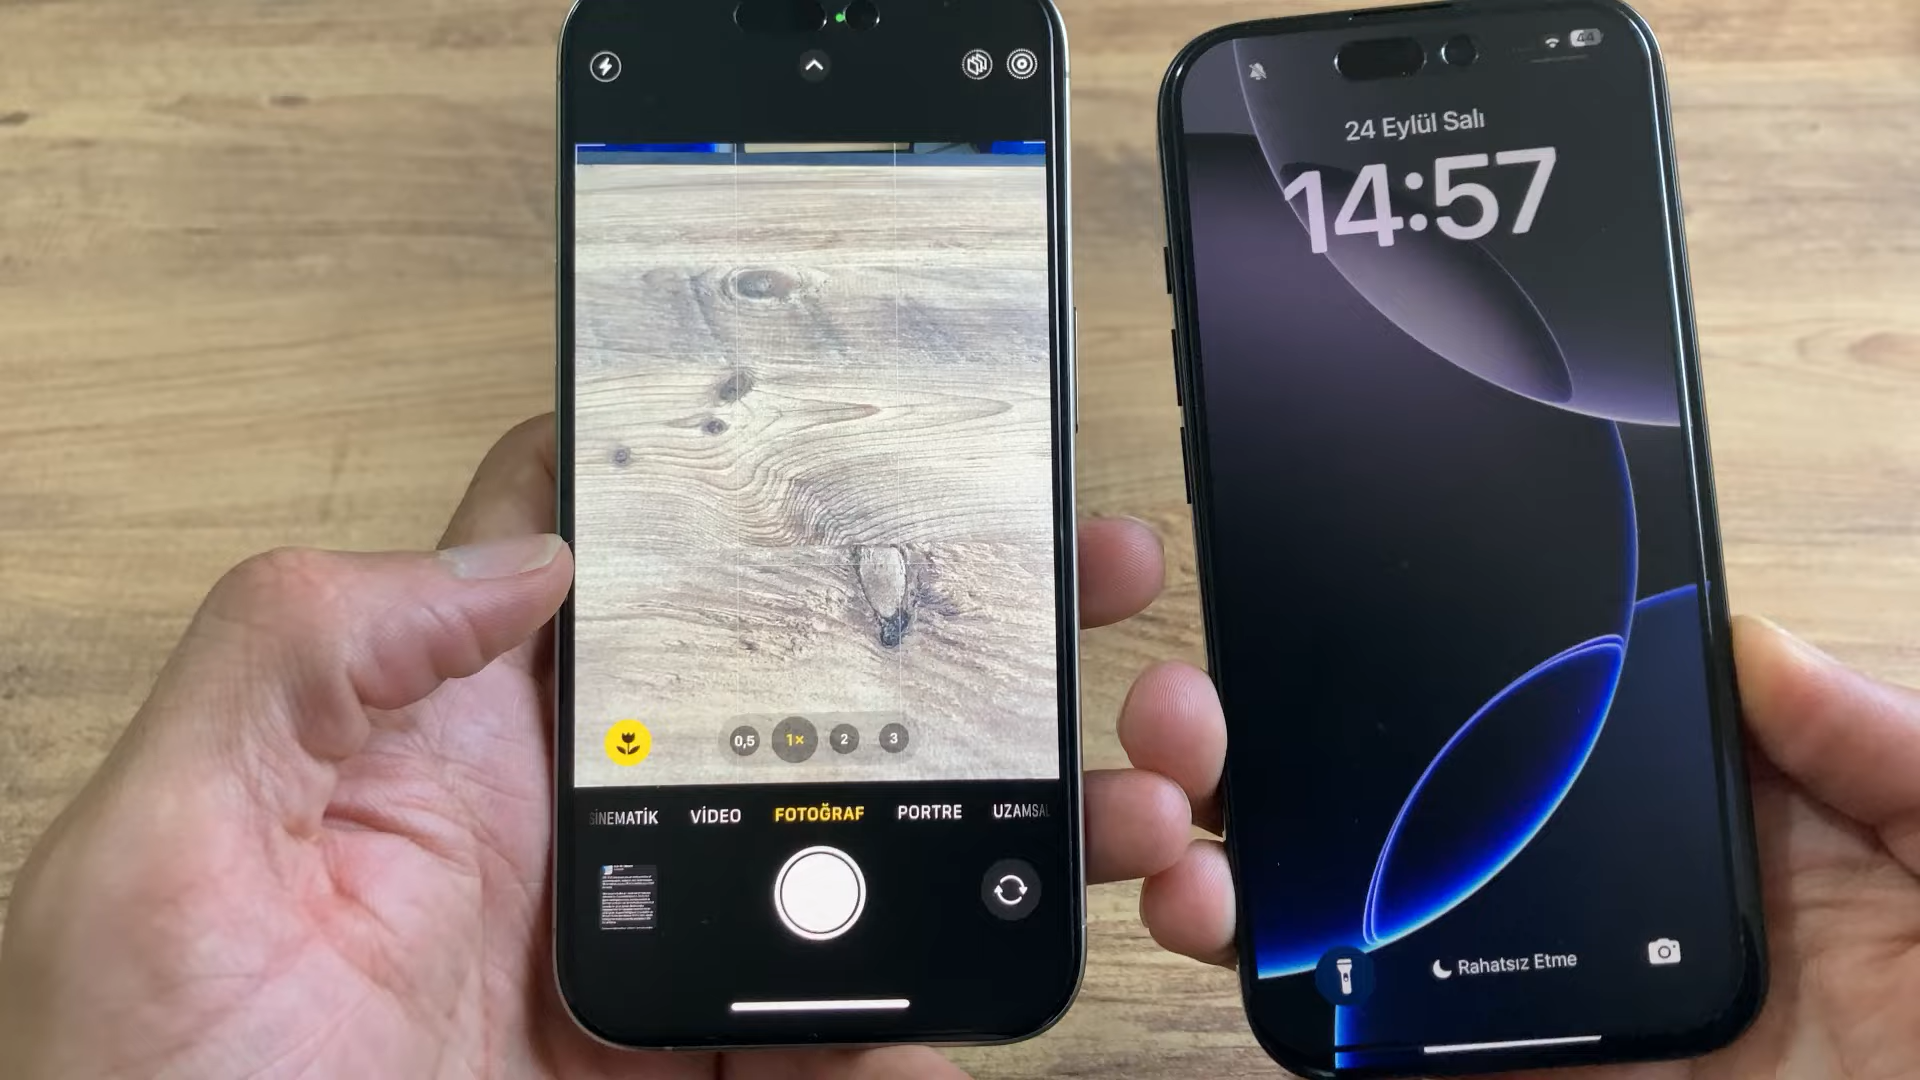 44
24 Eylül Salı
14:57
0,5 1× 2 3
SİNEMATİK VİDEO FOTOĞRAF PORTRE UZAMSAL
Rahatsız Etme